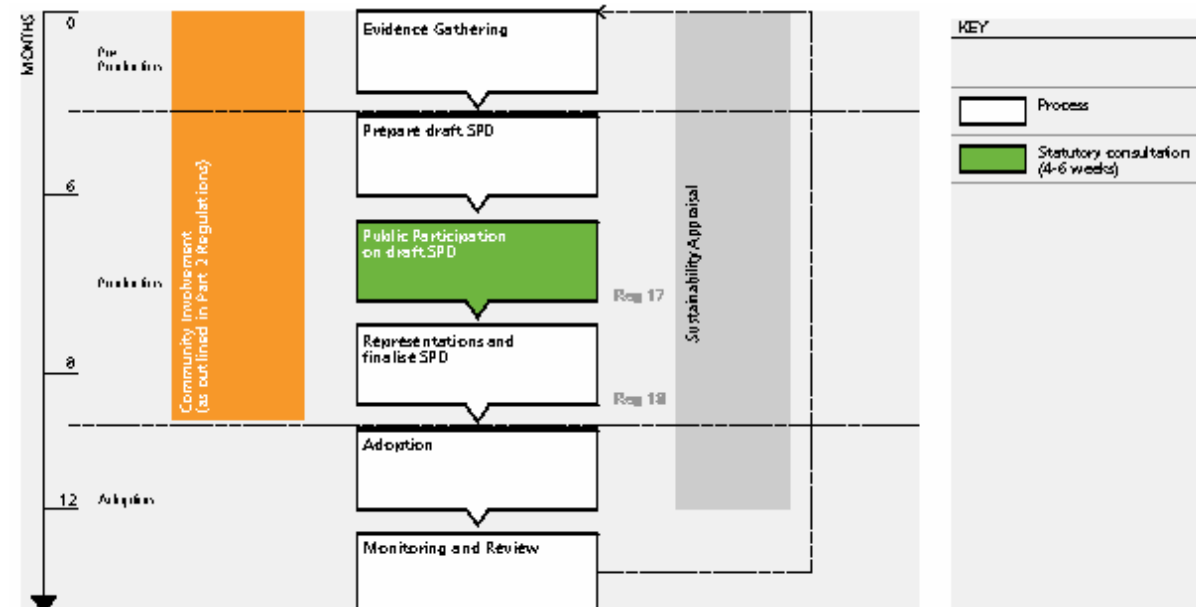 MONTHS
0
Pre
Production
Evidence Gathering
KEY
Process
Statutory consultation
(4-6 weeks)
Prepare draft SPD
6
Community Involvement
(as outlined in Part 2 Regulations)
Sustainability Appraisal
Public Participation
on draft SPD
Production
Reg 17
Representations and
finalise SPD
8
Reg 18
Adoption
12
Adoption
Monitoring and Review